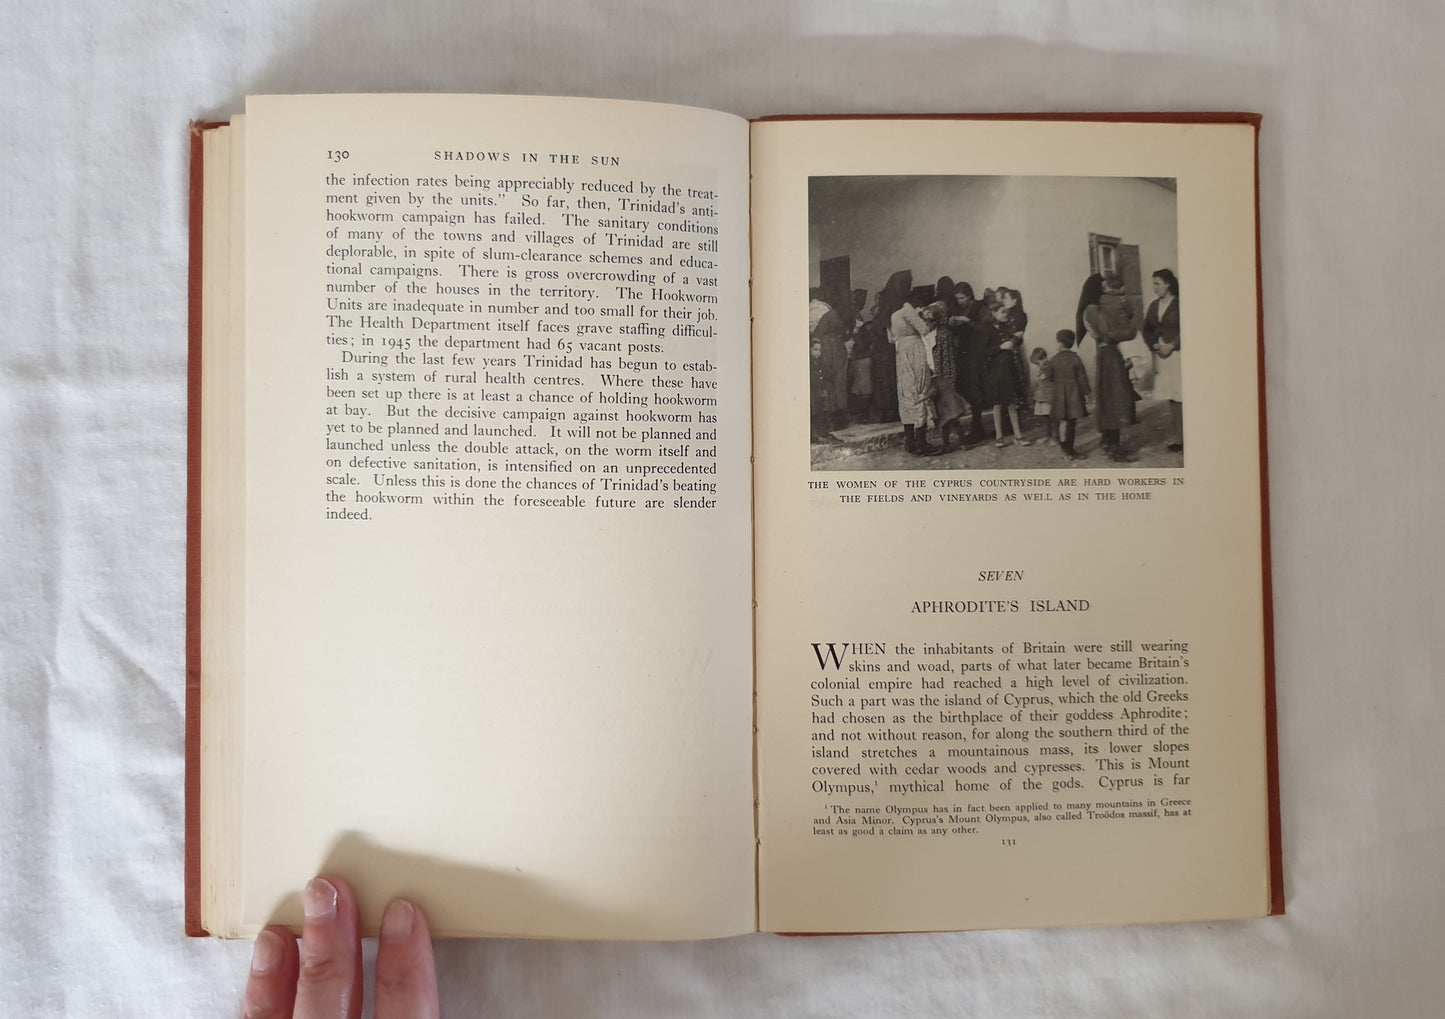 130
SHADOWS IN THE SUN
the infection rates being appreciably reduced by the treat-
ment given by the units.” So far, then, Trinidad’s anti-
hookworm campaign has failed. The sanitary conditions
of many of the towns and villages of Trinidad are still
deplorable, in spite of slum-clearance schemes and educa-
tional campaigns. There is gross overcrowding of a vast
number of the houses in the territory. The Hookworm
Units are inadequate in number and too small for their job.
The Health Department itself faces grave staffing difficul-
ties; in 1945 the department had 65 vacant posts.
During the last few years Trinidad has begun to estab-
lish a system of rural health centres. Where these have
been set up there is at least a chance of holding hookworm
at bay. But the decisive campaign against hookworm has
yet to be planned and launched. It will not be planned and
launched unless the double attack, on the worm itself and
on defective sanitation, is intensified on an unprecedented
scale. Unless this is done the chances of Trinidad’s beating
the hookworm within the foreseeable future are slender
indeed.
THE WOMEN OF THE CYPRUS COUNTRYSIDE ARE HARD WORKERS IN
THE FIELDS AND VINEYARDS AS WELL AS IN THE HOME
SEVEN
APHRODITE’S ISLAND
WHEN the inhabitants of Britain were still wearing
skins and woad, parts of what later became Britain’s
colonial empire had reached a high level of civilization.
Such a part was the island of Cyprus, which the old Greeks
had chosen as the birthplace of their goddess Aphrodite;
and not without reason, for along the southern third of the
island stretches a mountainous mass, its lower slopes
covered with cedar woods and cypresses. This is Mount
Olympus,¹ mythical home of the gods. Cyprus is far
¹ The name Olympus has in fact been applied to many mountains in Greece
and Asia Minor. Cyprus’s Mount Olympus, also called Troödos massif, has at
least as good a claim as any other.
131